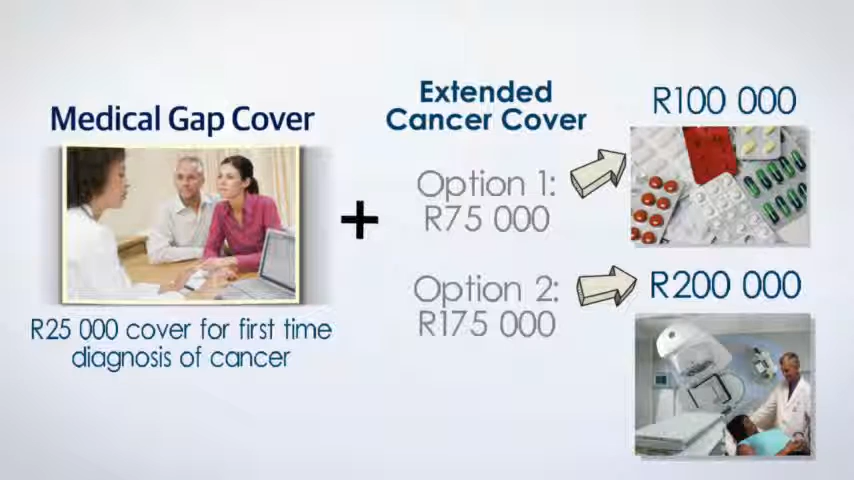 Medical Gap Cover
R25 000 cover for first time
diagnosis of cancer
+
Extended
Cancer Cover
Option 1:
R75 000
R100 000
Option 2:
R175 000
R200 000